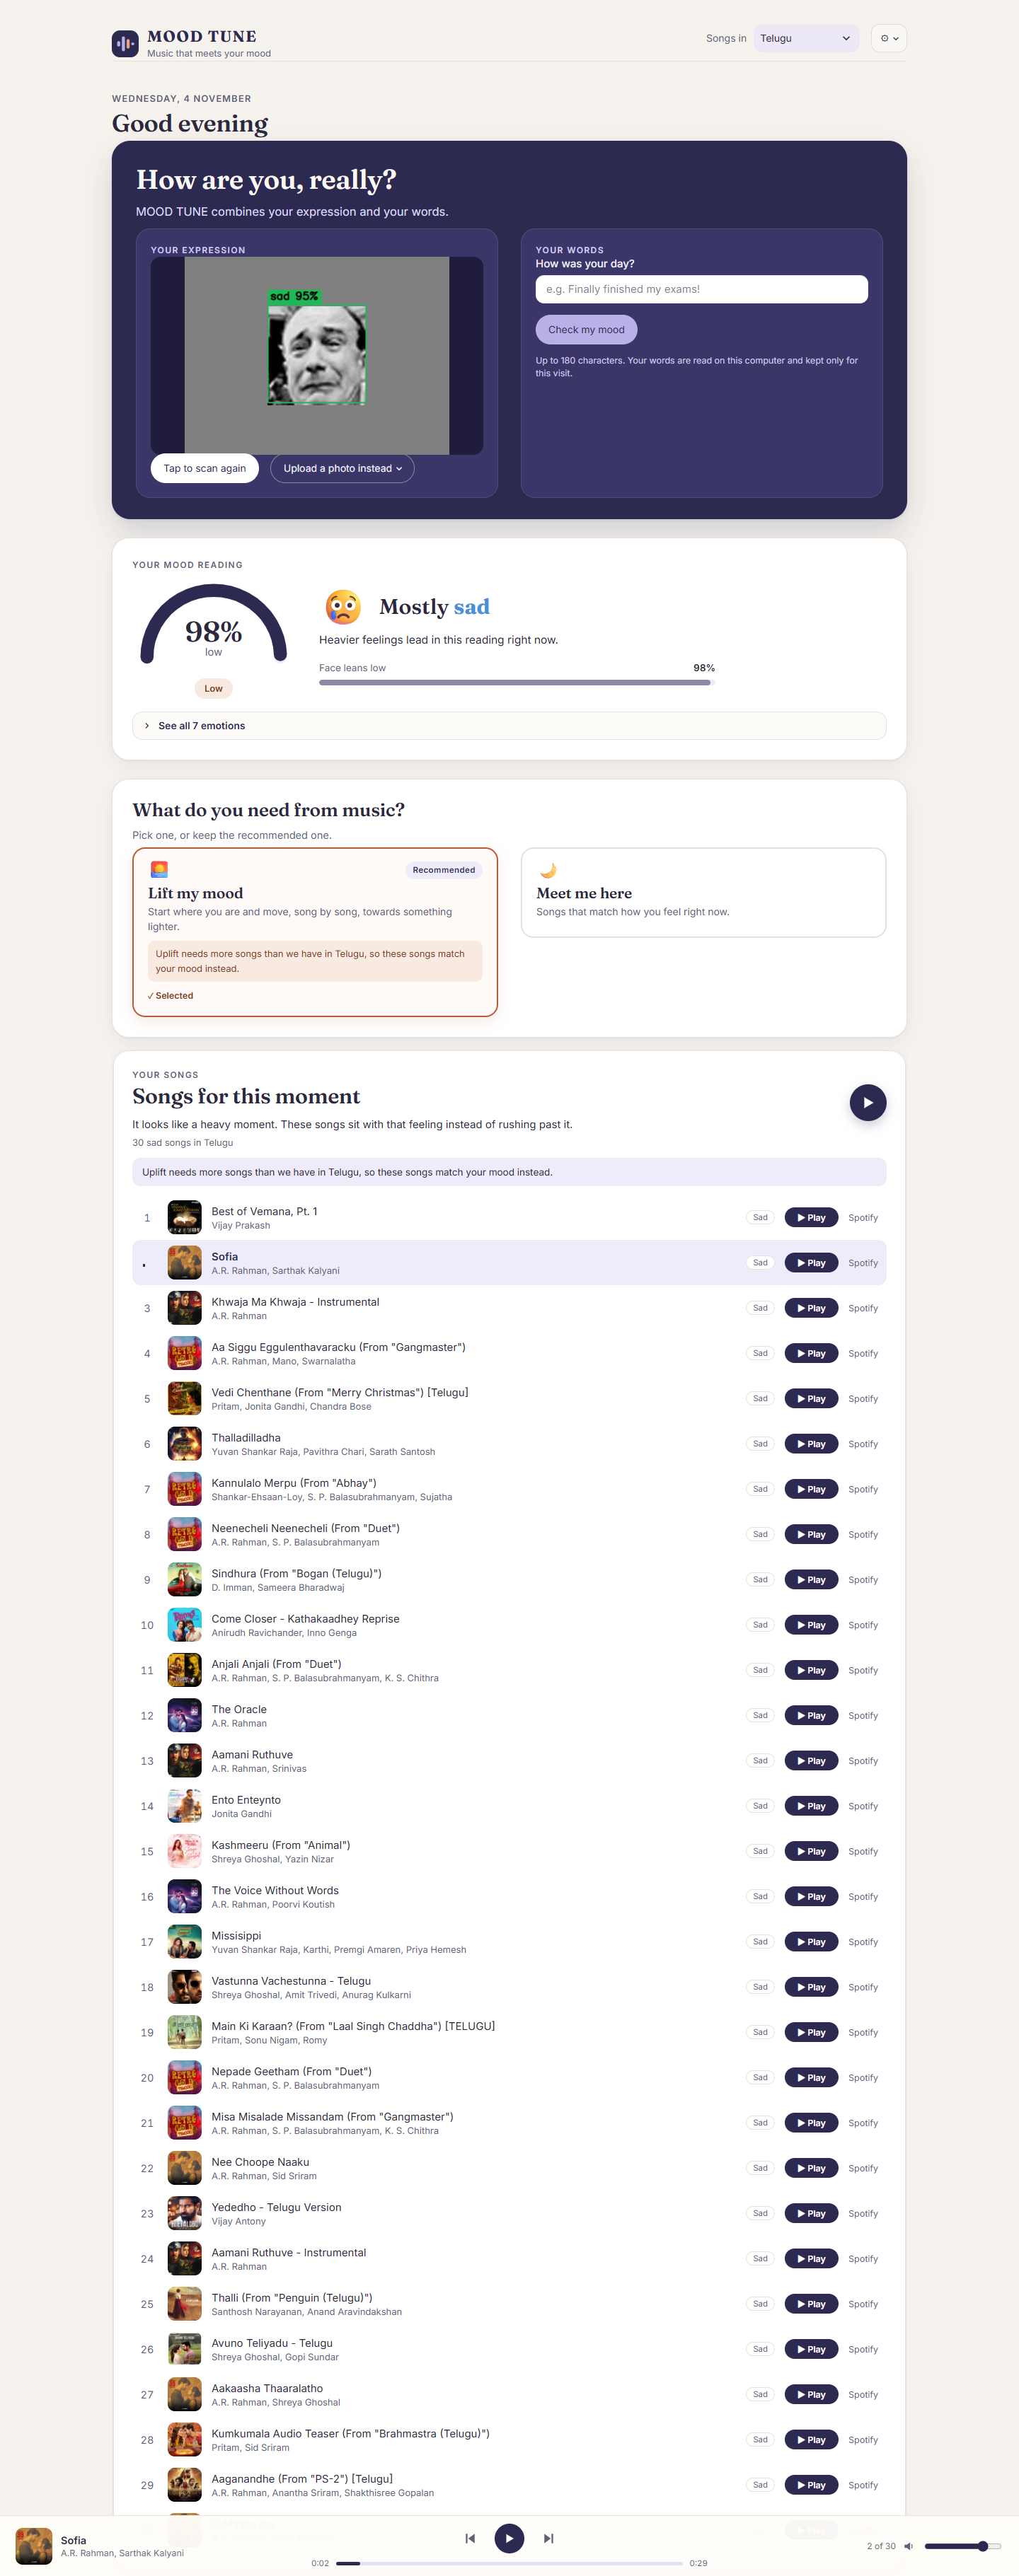 MOOD TUNE
Music that meets your mood
Songs in
Telugu
WEDNESDAY, 4 NOVEMBER
Good evening
How are you, really?
MOOD TUNE combines your expression and your words.
YOUR EXPRESSION
sad 95%
Tap to scan again
Upload a photo instead
YOUR WORDS
How was your day?
e.g. Finally finished my exams!
Check my mood
Up to 180 characters. Your words are read on this computer and kept only for
this visit.
YOUR MOOD READING
98%
low
Low
Mostly sad
Heavier feelings lead in this reading right now.
Face leans low
98%
See all 7 emotions
What do you need from music?
Pick one, or keep the recommended one.
Recommended
Lift my mood
Start where you are and move, song by song, towards something
lighter.
Uplift needs more songs than we have in Telugu, so these songs match
your mood instead.
✓ Selected
Meet me here
Songs that match how you feel right now.
YOUR SONGS
Songs for this moment
It looks like a heavy moment. These songs sit with that feeling instead of rushing past it.
30 sad songs in Telugu
Uplift needs more songs than we have in Telugu, so these songs match your mood instead.
1 Best of Vemana, Pt. 1 Sad Play Spotify
Vijay Prakash
Sofia Sad Play Spotify
A.R. Rahman, Sarthak Kalyani
3 Khwaja Ma Khwaja - Instrumental Sad Play Spotify
A.R. Rahman
4 Aa Siggu Eggulenthavaracku (From "Gangmaster") Sad Play Spotify
A.R. Rahman, Mano, Swarnalatha
5 Vedi Chenthane (From "Merry Christmas") [Telugu] Sad Play Spotify
Pritam, Jonita Gandhi, Chandra Bose
6 Thalladilladha Sad Play Spotify
Yuvan Shankar Raja, Pavithra Chari, Sarath Santosh
7 Kannulalo Merpu (From "Abhay") Sad Play Spotify
Shankar-Ehsaan-Loy, S. P. Balasubrahmanyam, Sujatha
8 Neenecheli Neenecheli (From "Duet") Sad Play Spotify
A.R. Rahman, S. P. Balasubrahmanyam
9 Sindhura (From "Bogan (Telugu)") Sad Play Spotify
D. Imman, Sameera Bharadwaj
10 Come Closer - Kathakaadhey Reprise Sad Play Spotify
Anirudh Ravichander, Inno Genga
11 Anjali Anjali (From "Duet") Sad Play Spotify
A.R. Rahman, S. P. Balasubrahmanyam, K. S. Chithra
12 The Oracle Sad Play Spotify
A.R. Rahman
13 Aamani Ruthuve Sad Play Spotify
A.R. Rahman, Srinivas
14 Ento Enteynto Sad Play Spotify
Jonita Gandhi
15 Kashmeeru (From "Animal") Sad Play Spotify
Shreya Ghoshal, Yazin Nizar
16 The Voice Without Words Sad Play Spotify
A.R. Rahman, Poorvi Koutish
17 Missisippi Sad Play Spotify
Yuvan Shankar Raja, Karthi, Premgi Amaren, Priya Hemesh
18 Vastunna Vachestunna - Telugu Sad Play Spotify
Shreya Ghoshal, Amit Trivedi, Anurag Kulkarni
19 Main Ki Karaan? (From "Laal Singh Chaddha") [TELUGU] Sad Play Spotify
Pritam, Sonu Nigam, Romy
20 Nepade Geetham (From "Duet") Sad Play Spotify
A.R. Rahman, S. P. Balasubrahmanyam
21 Misa Misalade Missandam (From "Gangmaster") Sad Play Spotify
A.R. Rahman, S. P. Balasubrahmanyam, K. S. Chithra
22 Nee Choope Naaku Sad Play Spotify
A.R. Rahman, Sid Sriram
23 Yededho - Telugu Version Sad Play Spotify
Vijay Antony
24 Aamani Ruthuve - Instrumental Sad Play Spotify
A.R. Rahman
25 Thalli (From "Penguin (Telugu)") Sad Play Spotify
Santhosh Narayanan, Anand Aravindakshan
26 Avuno Teliyadu - Telugu Sad Play Spotify
Shreya Ghoshal, Gopi Sundar
27 Aakaasha Thaaralatho Sad Play Spotify
A.R. Rahman, Shreya Ghoshal
28 Kumkumala Audio Teaser (From "Brahmastra (Telugu)") Sad Play Spotify
Pritam, Sid Sriram
29 Aaganandhe (From "PS-2") [Telugu] Sad Play Spotify
A.R. Rahman, Anantha Sriram, Shakthisree Gopalan
Sofia
A.R. Rahman, Sarthak Kalyani
0:02
0:29
2 of 30